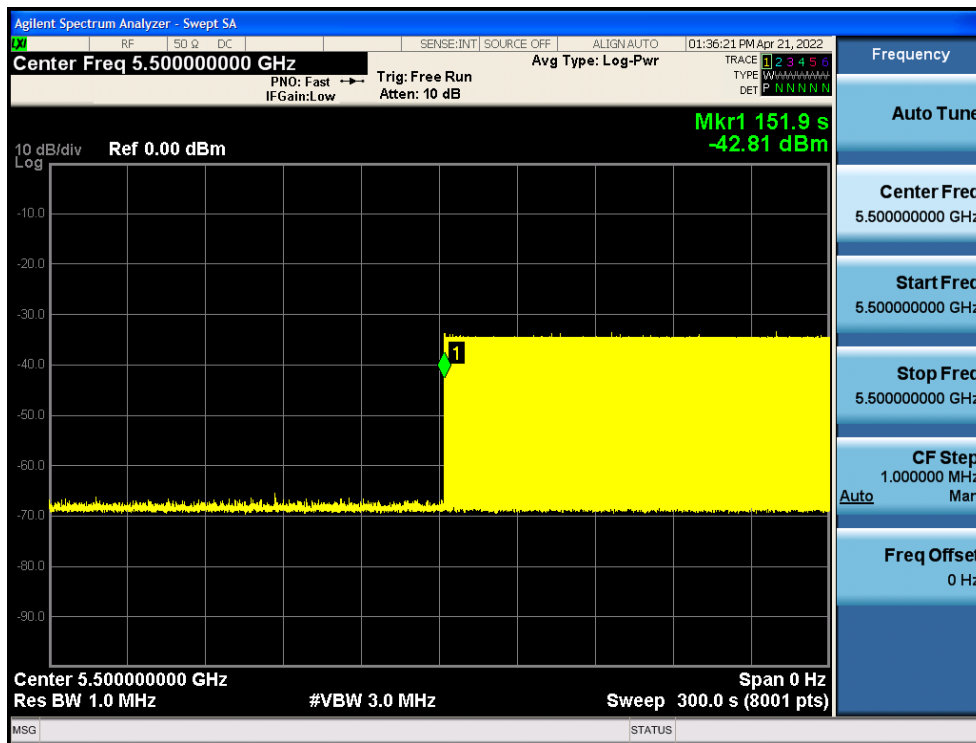 Agilent Spectrum Analyzer - Swept SA
LXI RF 50 Ω DC SENSE:INT SOURCE OFF ALIGNAUTO 01:36:21 PM Apr 21, 2022
Center Freq 5.500000000 GHz
PNO: Fast
IFGain:Low
Trig: Free Run
Atten: 10 dB
Avg Type: Log-Pwr
TRACE 1 2 3 4 5 6
TYPE
DET P N N N N N
Mkr1 151.9 s
-42.81 dBm
10 dB/div Ref 0.00 dBm
Log
-10.0
-20.0
-30.0
-40.0
-50.0
-60.0
-70.0
-80.0
-90.0
1
Center 5.500000000 GHz Span 0 Hz
Res BW 1.0 MHz #VBW 3.0 MHz Sweep 300.0 s (8001 pts)
MSG STATUS
Frequency
Auto Tune
Center Freq
5.500000000 GHz
Start Freq
5.500000000 GHz
Stop Freq
5.500000000 GHz
CF Step
1.000000 MHz
Auto Man
Freq Offset
0 Hz